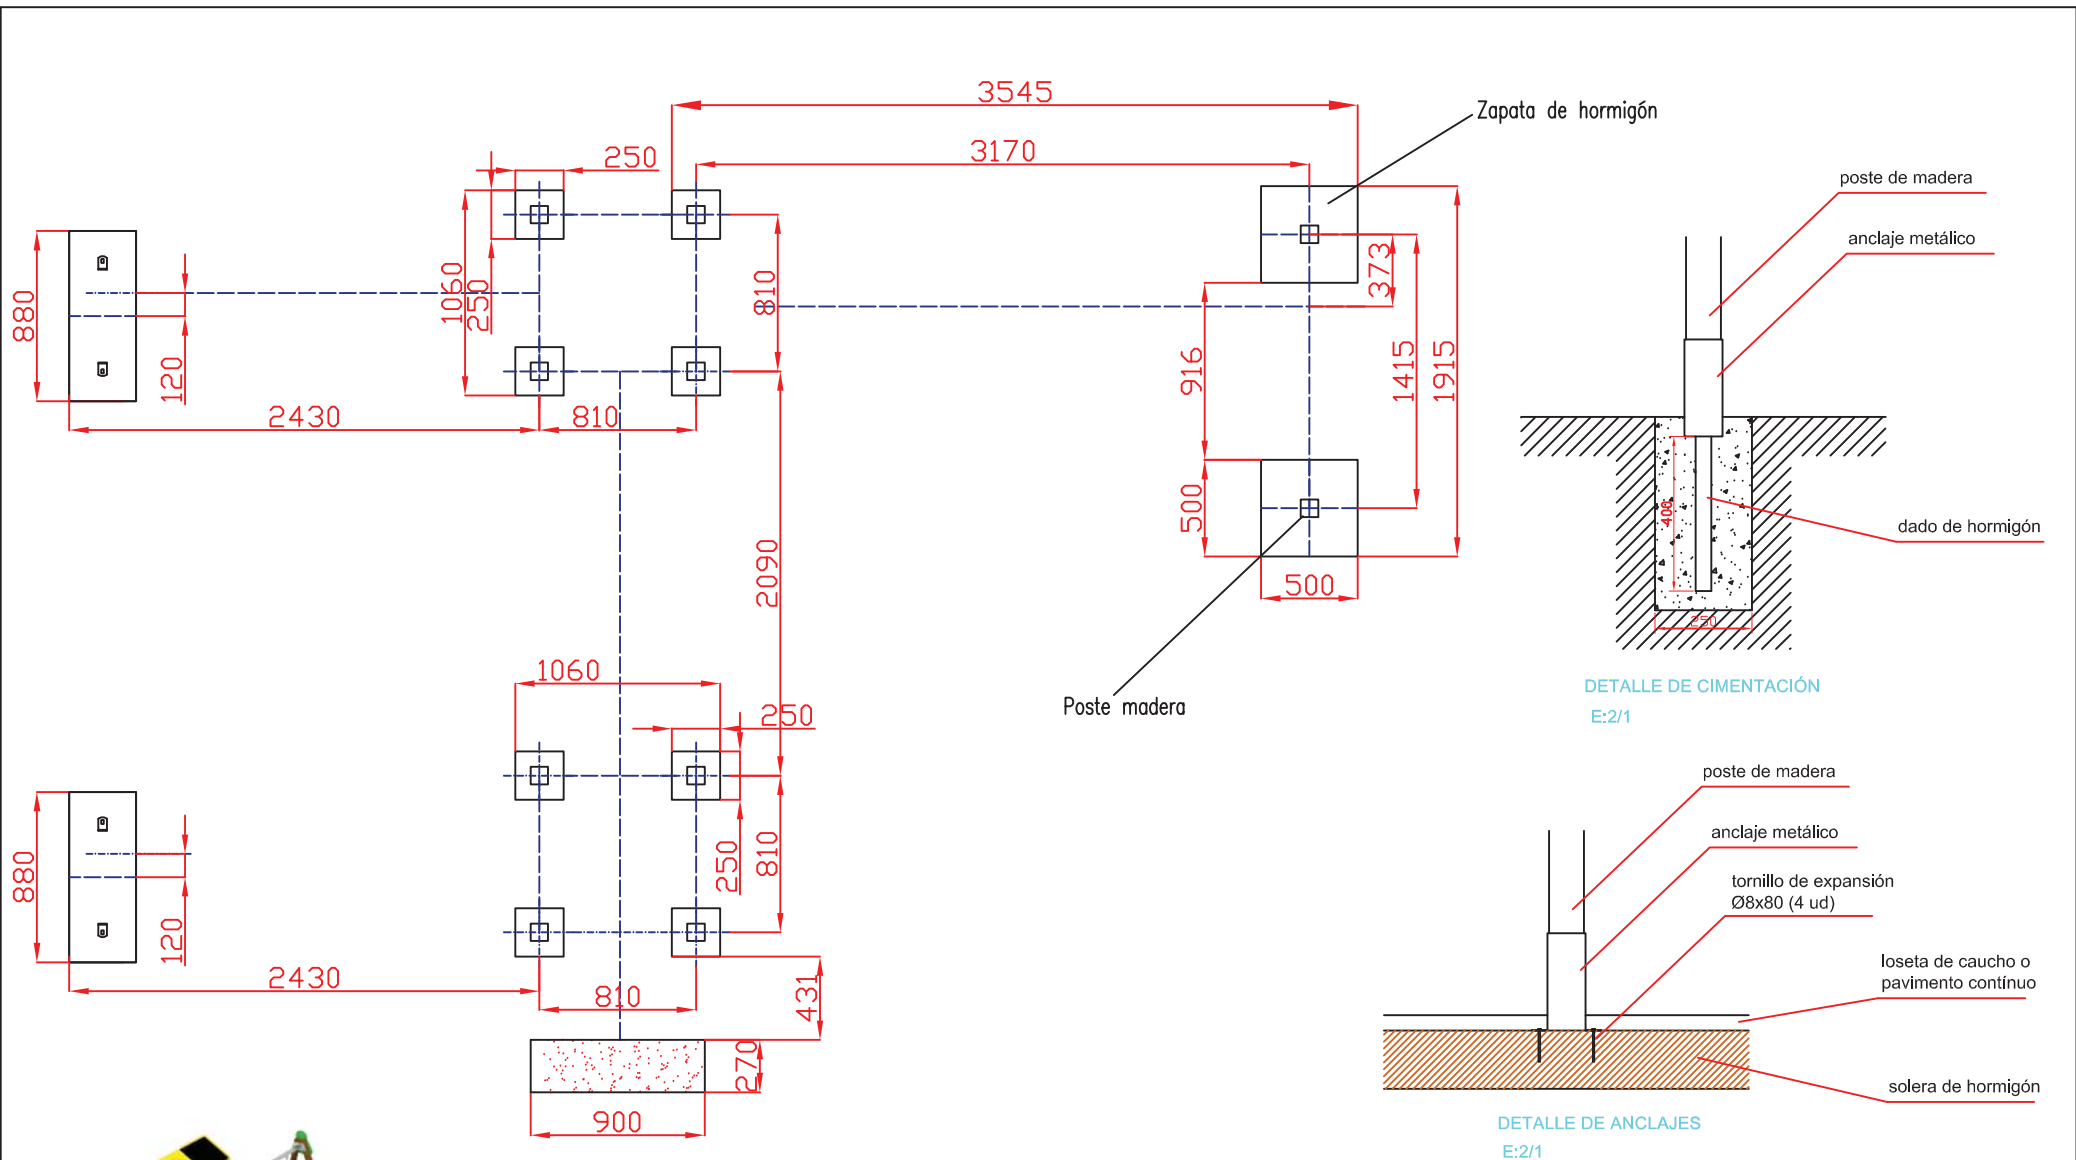 3545
Zapata de hormigón
3170
250
1060
250
810
373
880
120
2430
810
916
1415
1915
500
500
2090
Poste madera
1060
250
250
810
880
120
2430
810
431
270
900
poste de madera
anclaje metálico
400
dado de hormigón
250
DETALLE DE CIMENTACIÓN
E:2/1
poste de madera
anclaje metálico
tornillo de expansión
Ø8x80 (4 ud)
loseta de caucho o
pavimento contínuo
solera de hormigón
DETALLE DE ANCLAJES
E:2/1